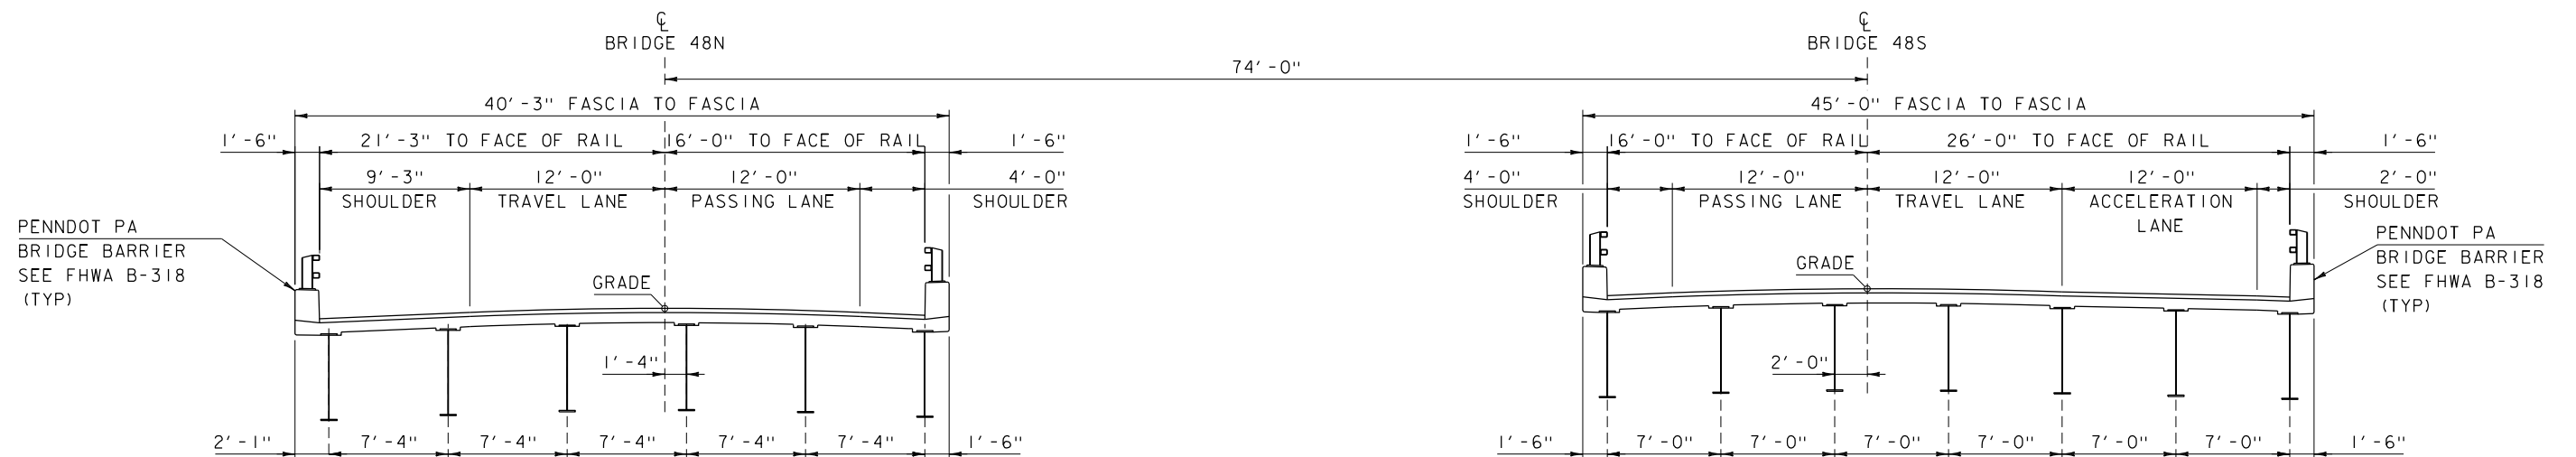 ℄
BRIDGE 48N
℄
BRIDGE 48S
74'-0"
40'-3" FASCIA TO FASCIA
45'-0" FASCIA TO FASCIA
1'-6"
21'-3" TO FACE OF RAIL
16'-0" TO FACE OF RAIL
1'-6"
1'-6"
16'-0" TO FACE OF RAIL
26'-0" TO FACE OF RAIL
1'-6"
9'-3"
SHOULDER
12'-0"
TRAVEL LANE
12'-0"
PASSING LANE
4'-0"
SHOULDER
4'-0"
SHOULDER
12'-0"
PASSING LANE
12'-0"
TRAVEL LANE
12'-0"
ACCELERATION
LANE
2'-0"
SHOULDER
PENNDOT PA
BRIDGE BARRIER
SEE FHWA B-318
(TYP)
PENNDOT PA
BRIDGE BARRIER
SEE FHWA B-318
(TYP)
GRADE
GRADE
1'-4"
2'-0"
2'-1"
7'-4"
7'-4"
7'-4"
7'-4"
7'-4"
1'-6"
1'-6"
7'-0"
7'-0"
7'-0"
7'-0"
7'-0"
7'-0"
1'-6"